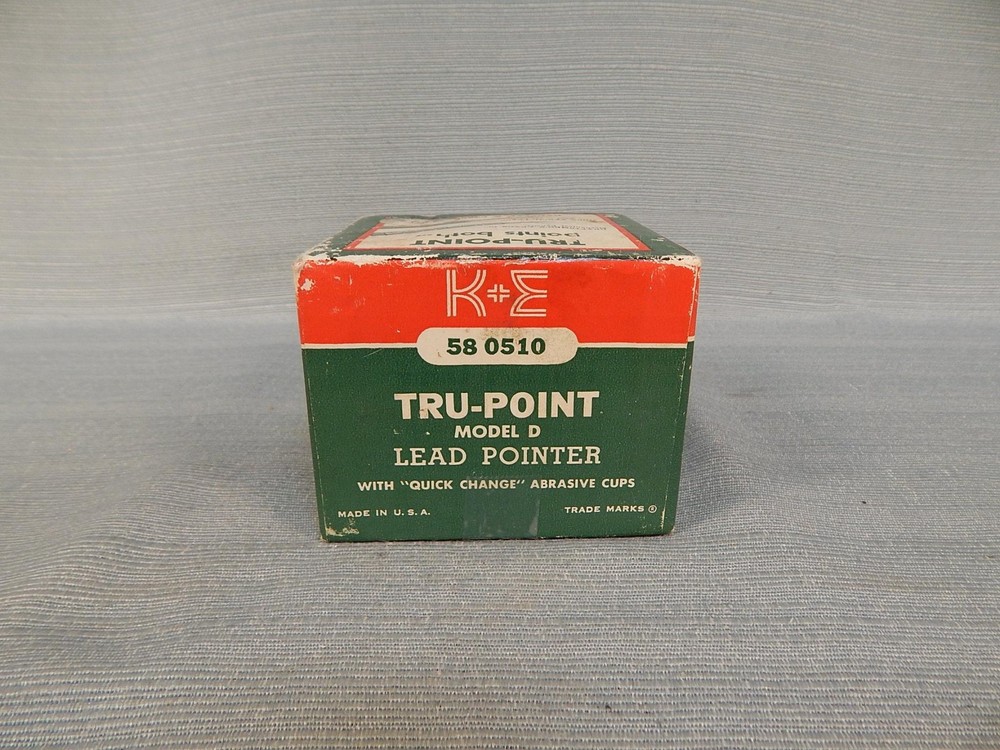 TRU-POINT
points both
K+E
58 0510
TRU-POINT
MODEL D
LEAD POINTER
WITH "QUICK CHANGE" ABRASIVE CUPS
MADE IN U.S.A.
TRADE MARKS ®